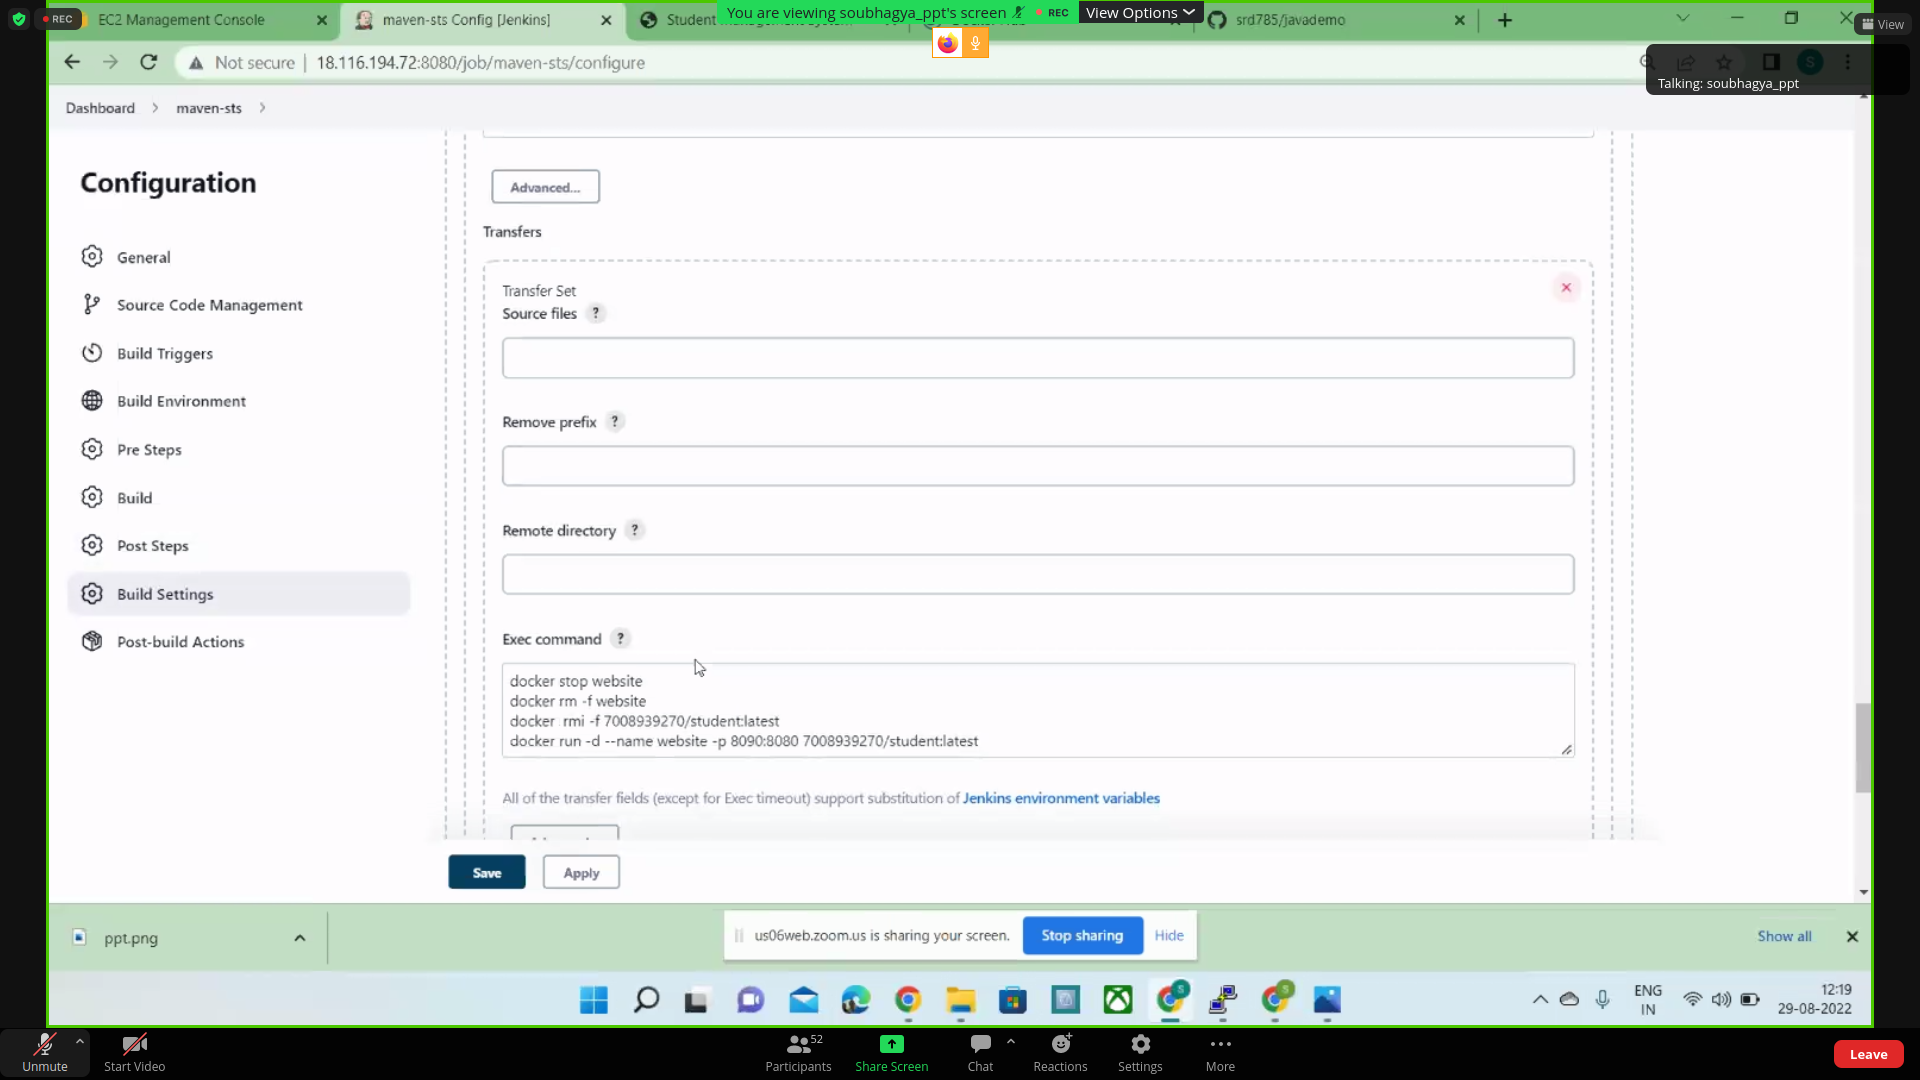 REC
EC2 Management Console
maven-sts Config [Jenkins]
You are viewing soubhagya_ppt's screen
REC
View Options
srd785/javademo
View
Not secure
18.116.194.72:8080/job/maven-sts/configure
S
Talking: soubhagya_ppt
Dashboard
maven-sts
Configuration
General
Source Code Management
Build Triggers
Build Environment
Pre Steps
Build
Post Steps
Build Settings
Post-build Actions
Advanced...
Transfers
Transfer Set
Source files ?
Remove prefix ?
Remote directory ?
Exec command ?
docker stop website
docker rm -f website
docker  rmi -f 7008939270/student:latest
docker run -d --name website -p 8090:8080 7008939270/student:latest
All of the transfer fields (except for Exec timeout) support substitution of Jenkins environment variables
Save
Apply
ppt.png
us06web.zoom.us is sharing your screen.
Stop sharing
Hide
Show all
ENG
IN
12:19
29-08-2022
Unmute
Start Video
52
Participants
Share Screen
Chat
Reactions
Settings
More
Leave